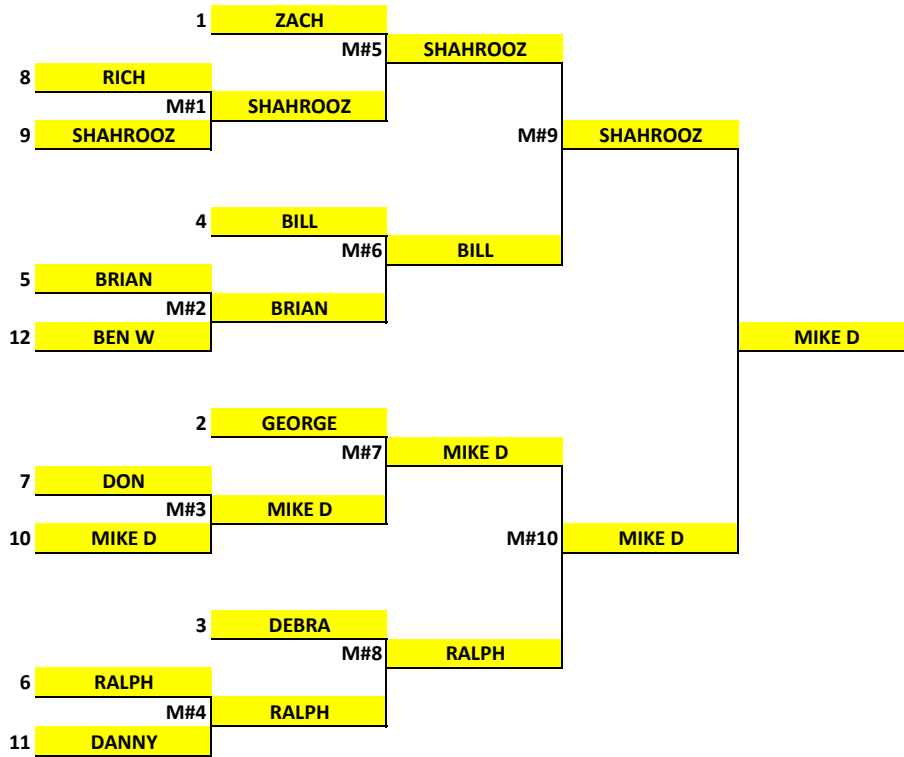 1 ZACH
M#5 SHAHROOZ
8 RICH
M#1 SHAHROOZ
9 SHAHROOZ
M#9 SHAHROOZ
4 BILL
M#6 BILL
5 BRIAN
M#2 BRIAN
12 BEN W
MIKE D
2 GEORGE
M#7 MIKE D
7 DON
M#3 MIKE D
10 MIKE D
M#10 MIKE D
3 DEBRA
M#8 RALPH
6 RALPH
M#4 RALPH
11 DANNY